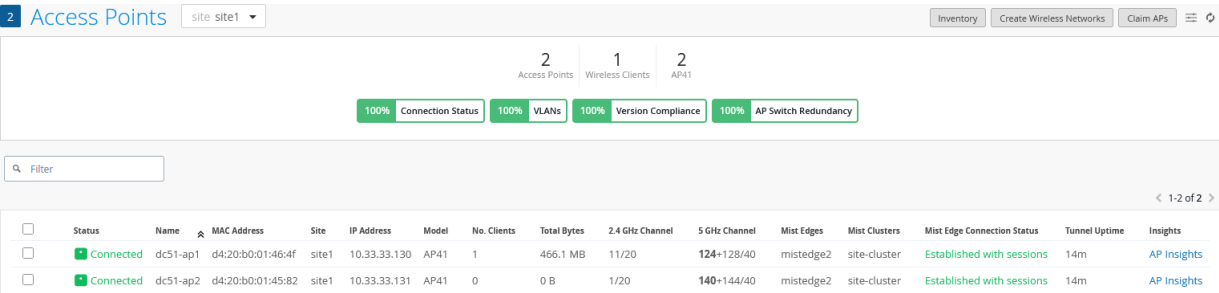 2 Access Points site site1 Inventory Create Wireless Networks Claim APs
2 1 2
Access Points Wireless Clients AP41
100% Connection Status 100% VLANs 100% Version Compliance 100% AP Switch Redundancy
Filter
< 1-2 of 2 >
Status Name MAC Address Site IP Address Model No. Clients Total Bytes 2.4 GHz Channel 5 GHz Channel Mist Edges Mist Clusters Mist Edge Connection Status Tunnel Uptime Insights
Connected dc51-ap1 d4:20:b0:01:46:4f site1 10.33.33.130 AP41 1 466.1 MB 11/20 124+128/40 mistedge2 site-cluster Established with sessions 14m AP Insights
Connected dc51-ap2 d4:20:b0:01:45:82 site1 10.33.33.131 AP41 0 0 B 1/20 140+144/40 mistedge2 site-cluster Established with sessions 14m AP Insights